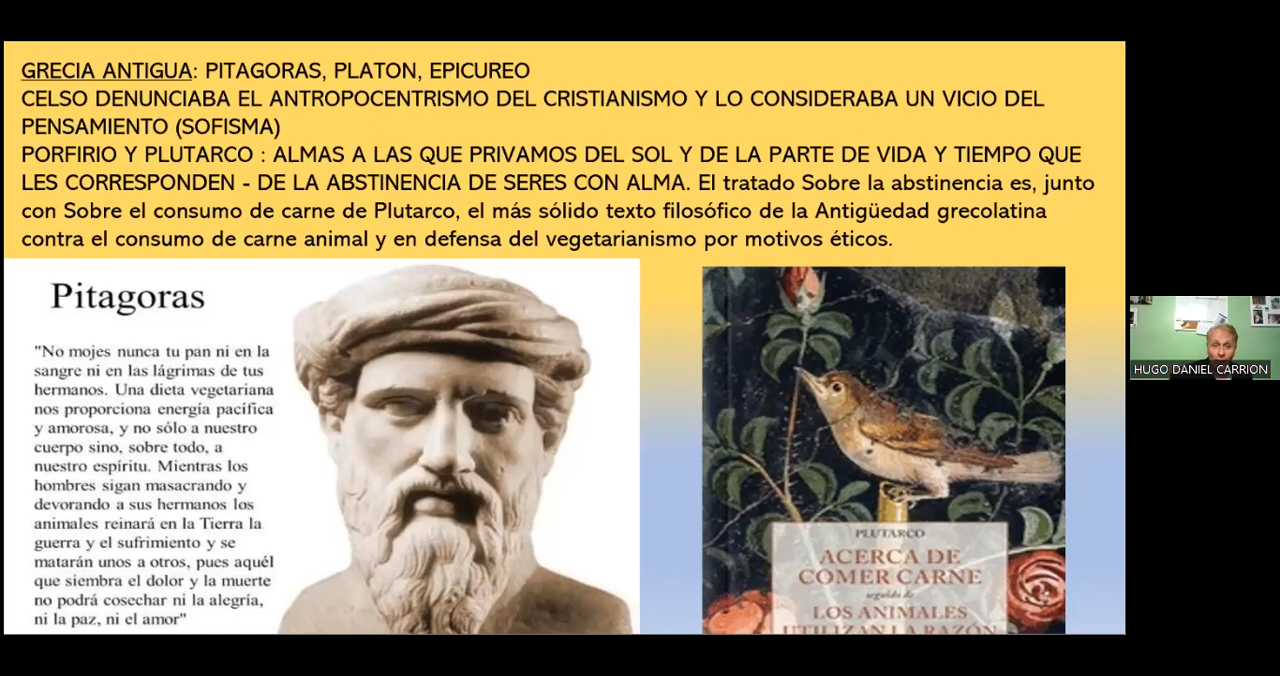 GRECIA ANTIGUA: PITAGORAS, PLATON, EPICUREO
CELSO DENUNCIABA EL ANTROPOCENTRISMO DEL CRISTIANISMO Y LO CONSIDERABA UN VICIO DEL
PENSAMIENTO (SOFISMA)
PORFIRIO Y PLUTARCO : ALMAS A LAS QUE PRIVAMOS DEL SOL Y DE LA PARTE DE VIDA Y TIEMPO QUE
LES CORRESPONDEN - DE LA ABSTINENCIA DE SERES CON ALMA. El tratado Sobre la abstinencia es, junto
con Sobre el consumo de carne de Plutarco, el más sólido texto filosófico de la Antigüedad grecolatina
contra el consumo de carne animal y en defensa del vegetarianismo por motivos éticos.
Pitagoras
"No mojes nunca tu pan ni en la
sangre ni en las lágrimas de tus
hermanos. Una dieta vegetariana
nos proporciona energía pacífica
y amorosa, y no sólo a nuestro
cuerpo sino, sobre todo, a
nuestro espíritu. Mientras los
hombres sigan masacrando y
devorando a sus hermanos los
animales reinará en la Tierra la
guerra y el sufrimiento y se
matarán unos a otros, pues aquél
que siembra el dolor y la muerte
no podrá cosechar ni la alegría,
ni la paz, ni el amor"
PLUTARCO
ACERCA DE
COMER CARNE
seguido de
LOS ANIMALES
UTILIZAN LA RAZÓN
HUGO DANIEL CARRION